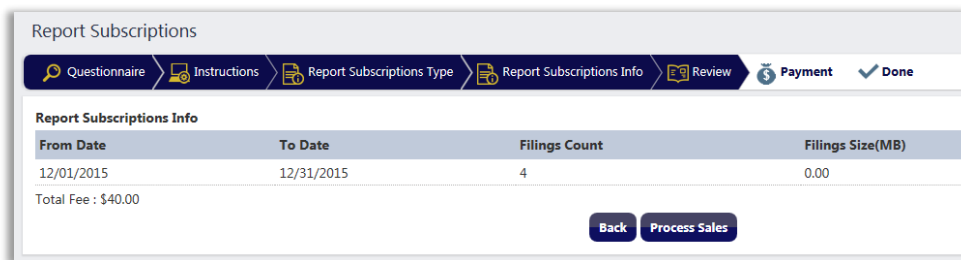 Report Subscriptions
Questionnaire Instructions Report Subscriptions Type Report Subscriptions Info Review Payment Done
Report Subscriptions Info
From Date To Date Filings Count Filings Size(MB)
12/01/2015 12/31/2015 4 0.00
Total Fee : $40.00
Back Process Sales